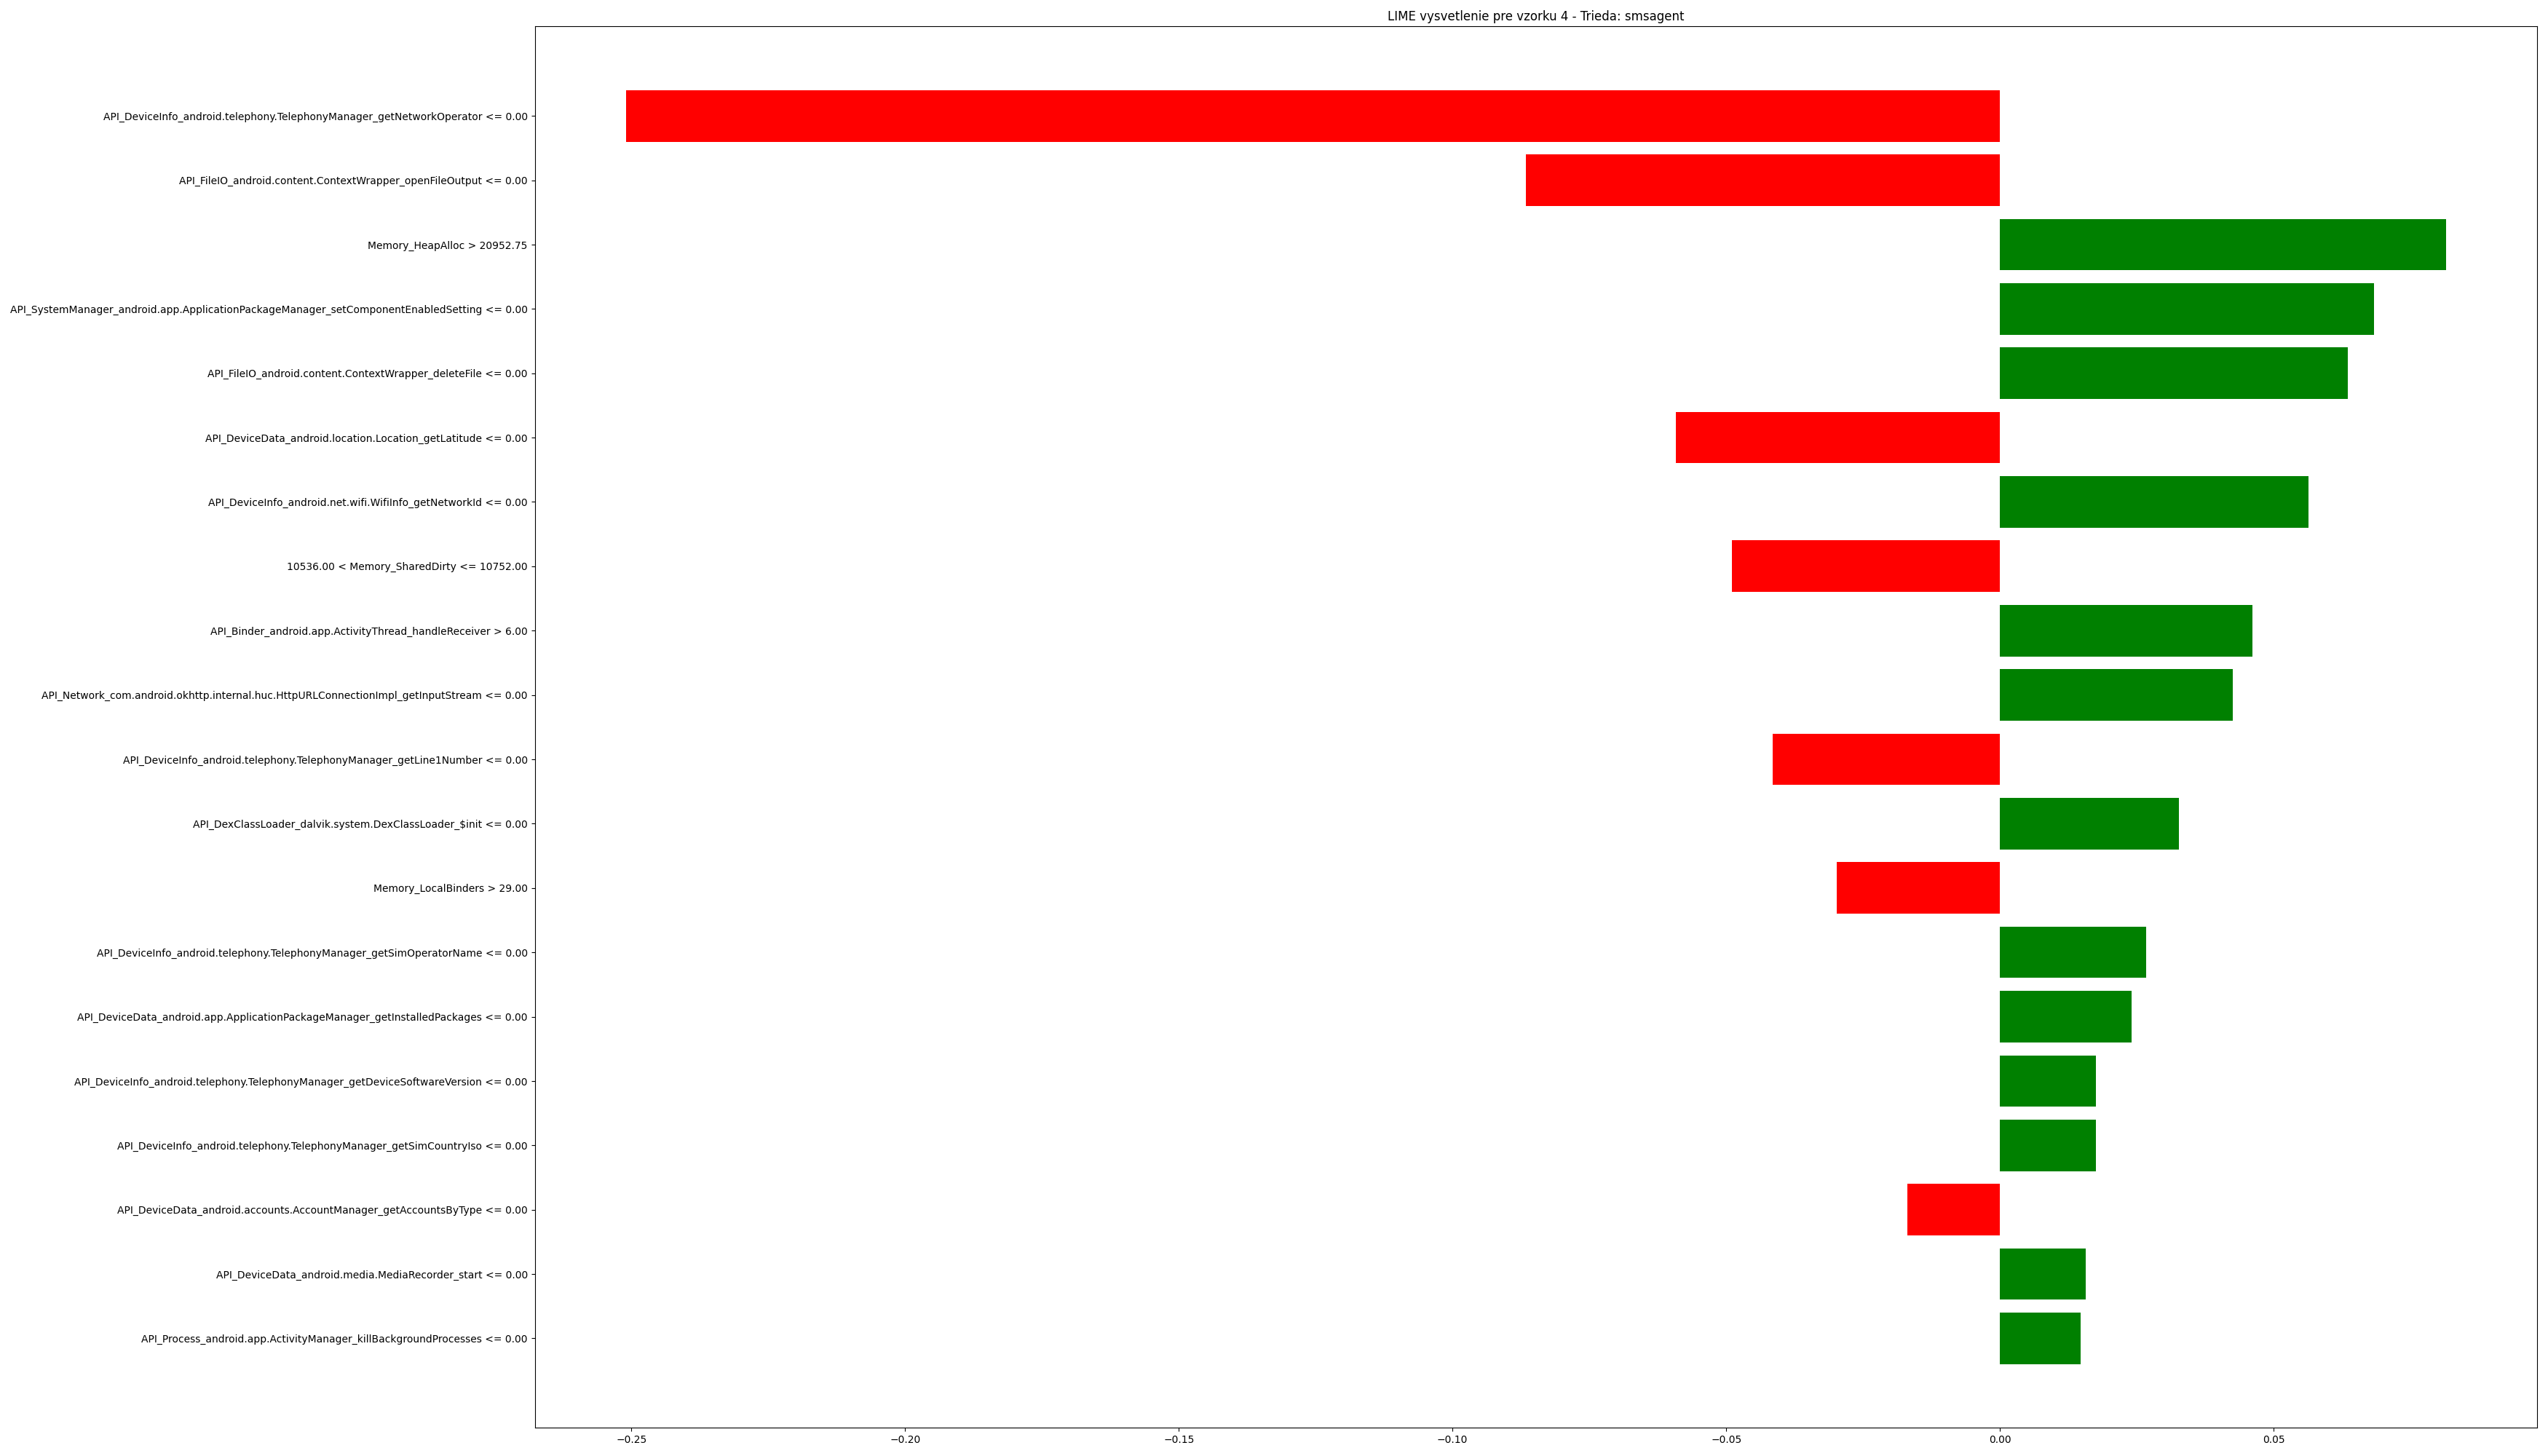 LIME vysvetlenie pre vzorku 4 - Trieda: smsagent
API_DeviceInfo_android.telephony.TelephonyManager_getNetworkOperator <= 0.00
API_FileIO_android.content.ContextWrapper_openFileOutput <= 0.00
Memory_HeapAlloc > 20952.75
API_SystemManager_android.app.ApplicationPackageManager_setComponentEnabledSetting <= 0.00
API_FileIO_android.content.ContextWrapper_deleteFile <= 0.00
API_DeviceData_android.location.Location_getLatitude <= 0.00
API_DeviceInfo_android.net.wifi.WifiInfo_getNetworkId <= 0.00
10536.00 < Memory_SharedDirty <= 10752.00
API_Binder_android.app.ActivityThread_handleReceiver > 6.00
API_Network_com.android.okhttp.internal.huc.HttpURLConnectionImpl_getInputStream <= 0.00
API_DeviceInfo_android.telephony.TelephonyManager_getLine1Number <= 0.00
API_DexClassLoader_dalvik.system.DexClassLoader_$init <= 0.00
Memory_LocalBinders > 29.00
API_DeviceInfo_android.telephony.TelephonyManager_getSimOperatorName <= 0.00
API_DeviceData_android.app.ApplicationPackageManager_getInstalledPackages <= 0.00
API_DeviceInfo_android.telephony.TelephonyManager_getDeviceSoftwareVersion <= 0.00
API_DeviceInfo_android.telephony.TelephonyManager_getSimCountryIso <= 0.00
API_DeviceData_android.accounts.AccountManager_getAccountsByType <= 0.00
API_DeviceData_android.media.MediaRecorder_start <= 0.00
API_Process_android.app.ActivityManager_killBackgroundProcesses <= 0.00
−0.25 −0.20 −0.15 −0.10 −0.05 0.00 0.05